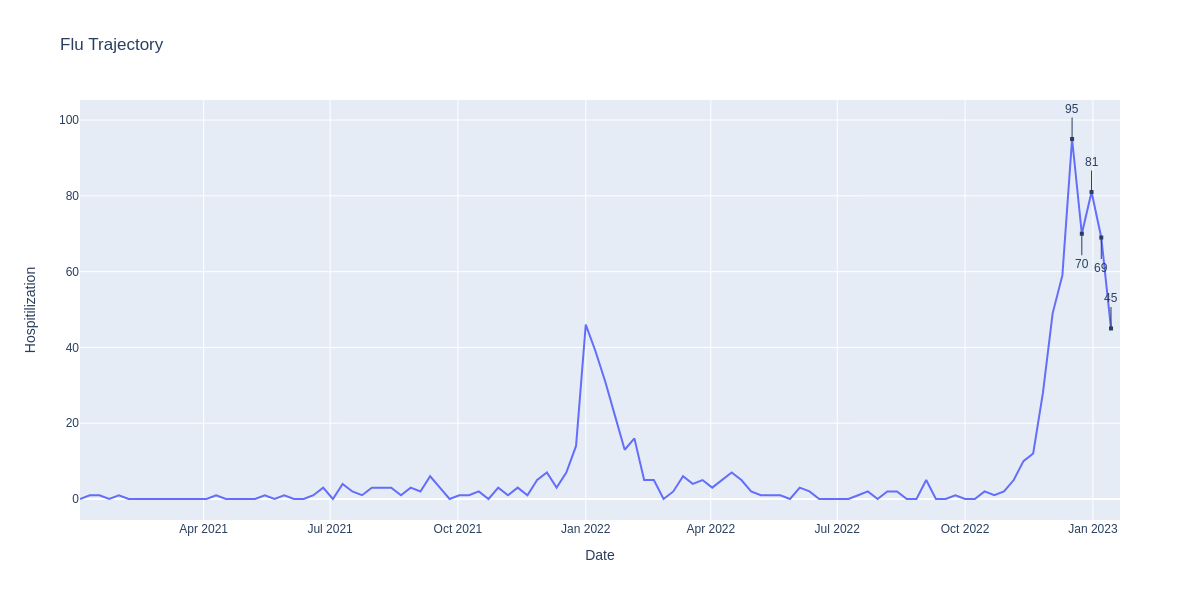 Flu Trajectory
Hospitilization
100
80
60
40
20
0
95
81
70
69
45
Apr 2021
Jul 2021
Oct 2021
Jan 2022
Apr 2022
Jul 2022
Oct 2022
Jan 2023
Date